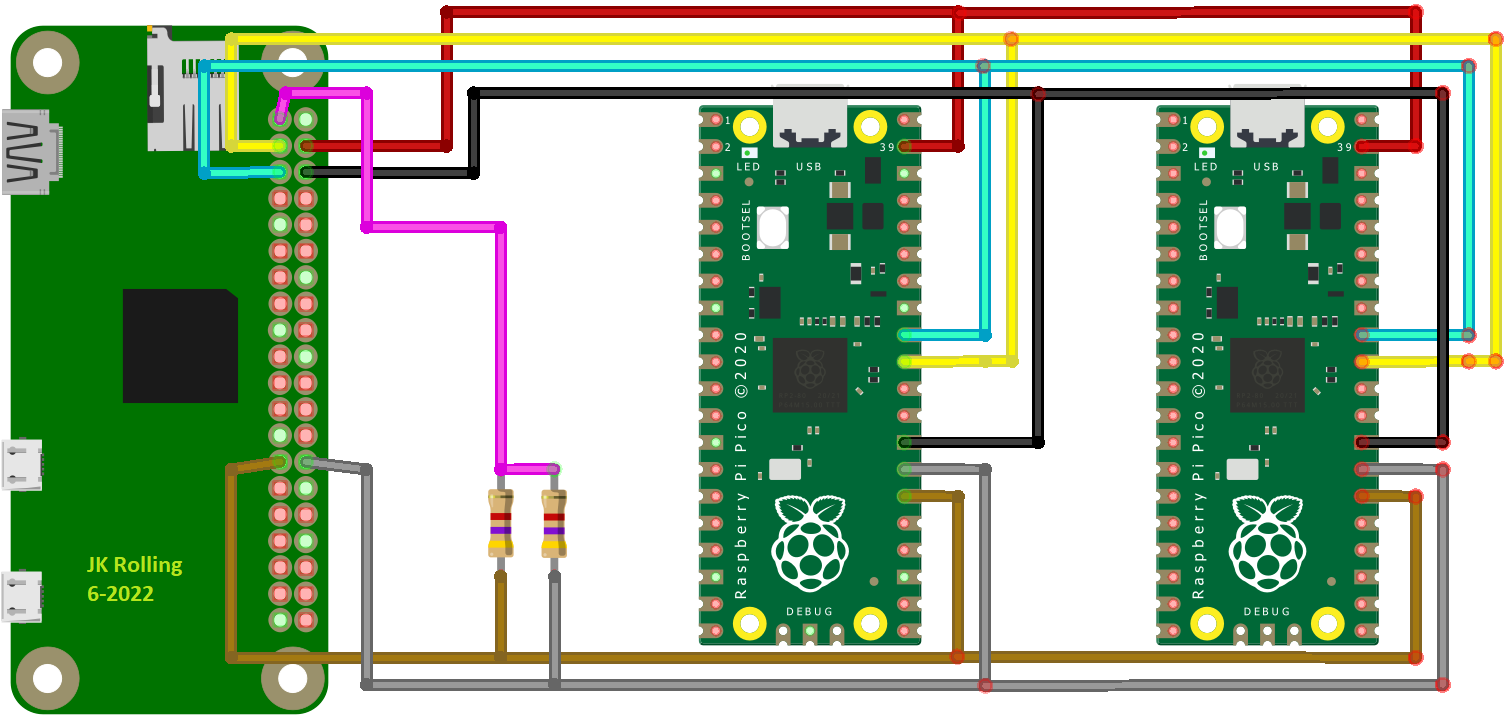 1
2
39
LED
USB
BOOTSEL
Raspberry Pi Pico ©2020
DEBUG
1
2
39
LED
USB
BOOTSEL
Raspberry Pi Pico ©2020
DEBUG
JK Rolling
6-2022